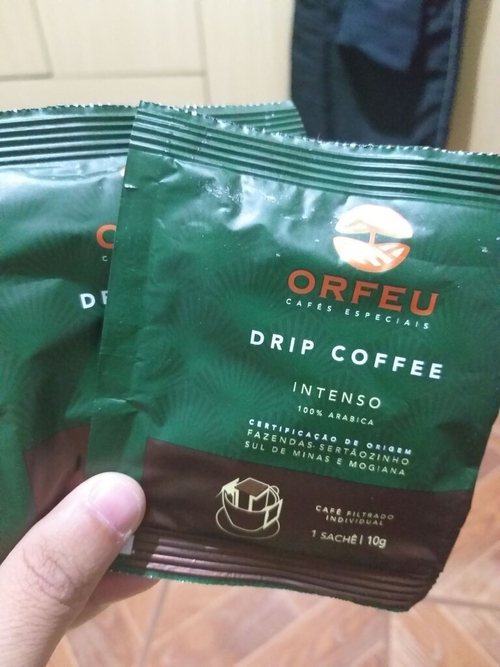 ORFEU
CAFÉS ESPECIAIS
DRIP COFFEE
INTENSO
100% ARABICA
CERTIFICAÇÃO DE ORIGEM
FAZENDAS SERTÃOZINHO
SUL DE MINAS E MOGIANA
CAFÉ FILTRADO
INDIVIDUAL
1 SACHÊ | 10g